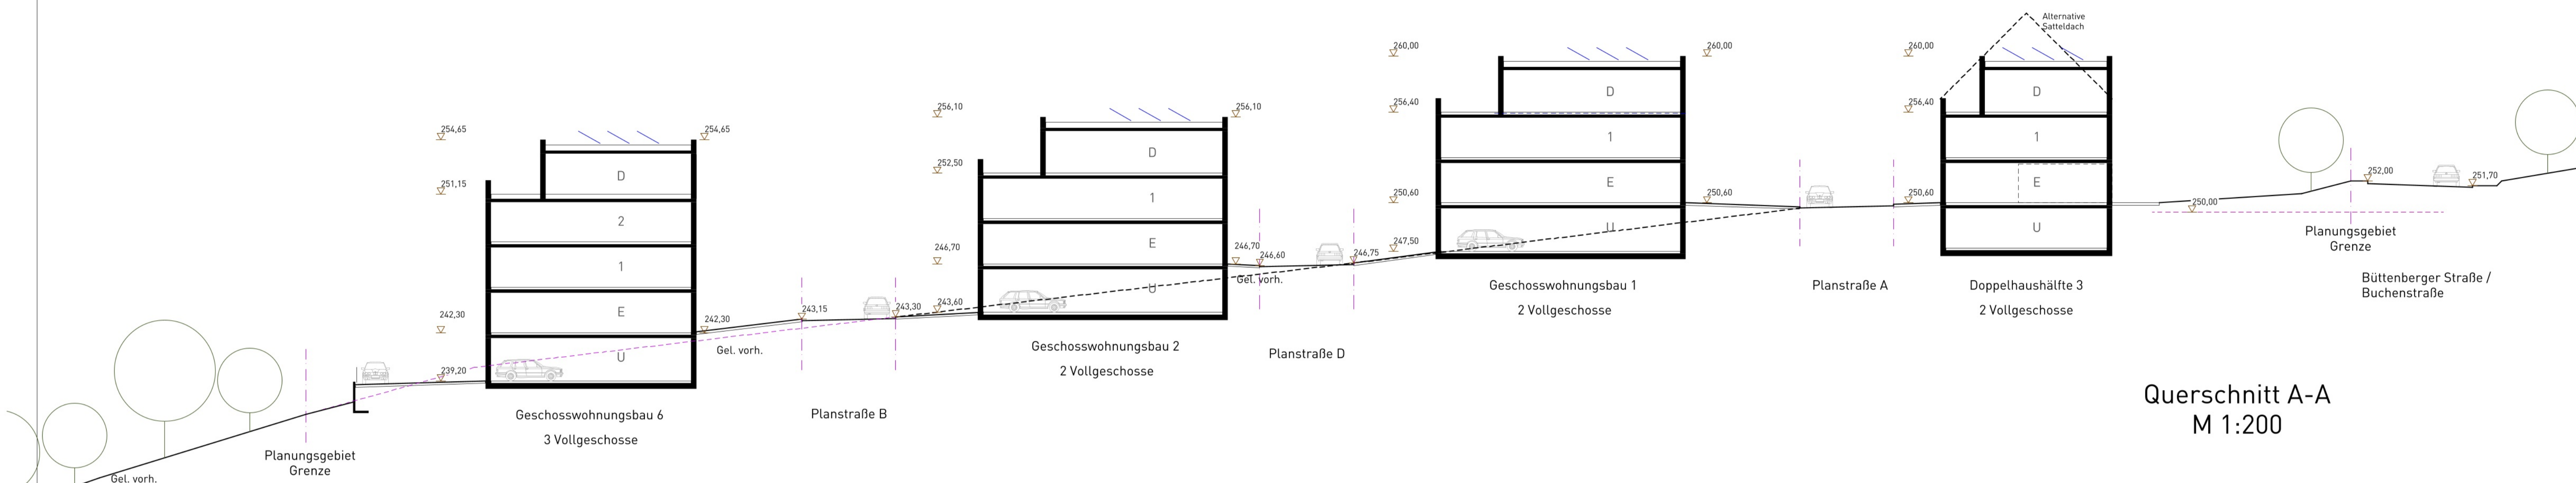 254,65
254,65
251,15
242,30
242,30
239,20
D
2
1
E
U
Gel. vorh.
Geschosswohnungsbau 6
3 Vollgeschosse
Planungsgebiet
Grenze
Gel. vorh.
243,15
243,30
Planstraße B
256,10
256,10
252,50
246,70
243,60
D
1
E
U
246,70
246,60
Gel. vorh.
246,75
Geschosswohnungsbau 2
2 Vollgeschosse
Planstraße D
260,00
260,00
256,40
250,60
247,50
D
1
E
U
250,60
Geschosswohnungsbau 1
2 Vollgeschosse
Planstraße A
Alternative
Satteldach
260,00
256,40
250,60
D
1
E
U
Doppelhaushälfte 3
2 Vollgeschosse
250,00
252,00
251,70
Planungsgebiet
Grenze
Büttenberger Straße /
Buchenstraße
Querschnitt A-A
M 1:200